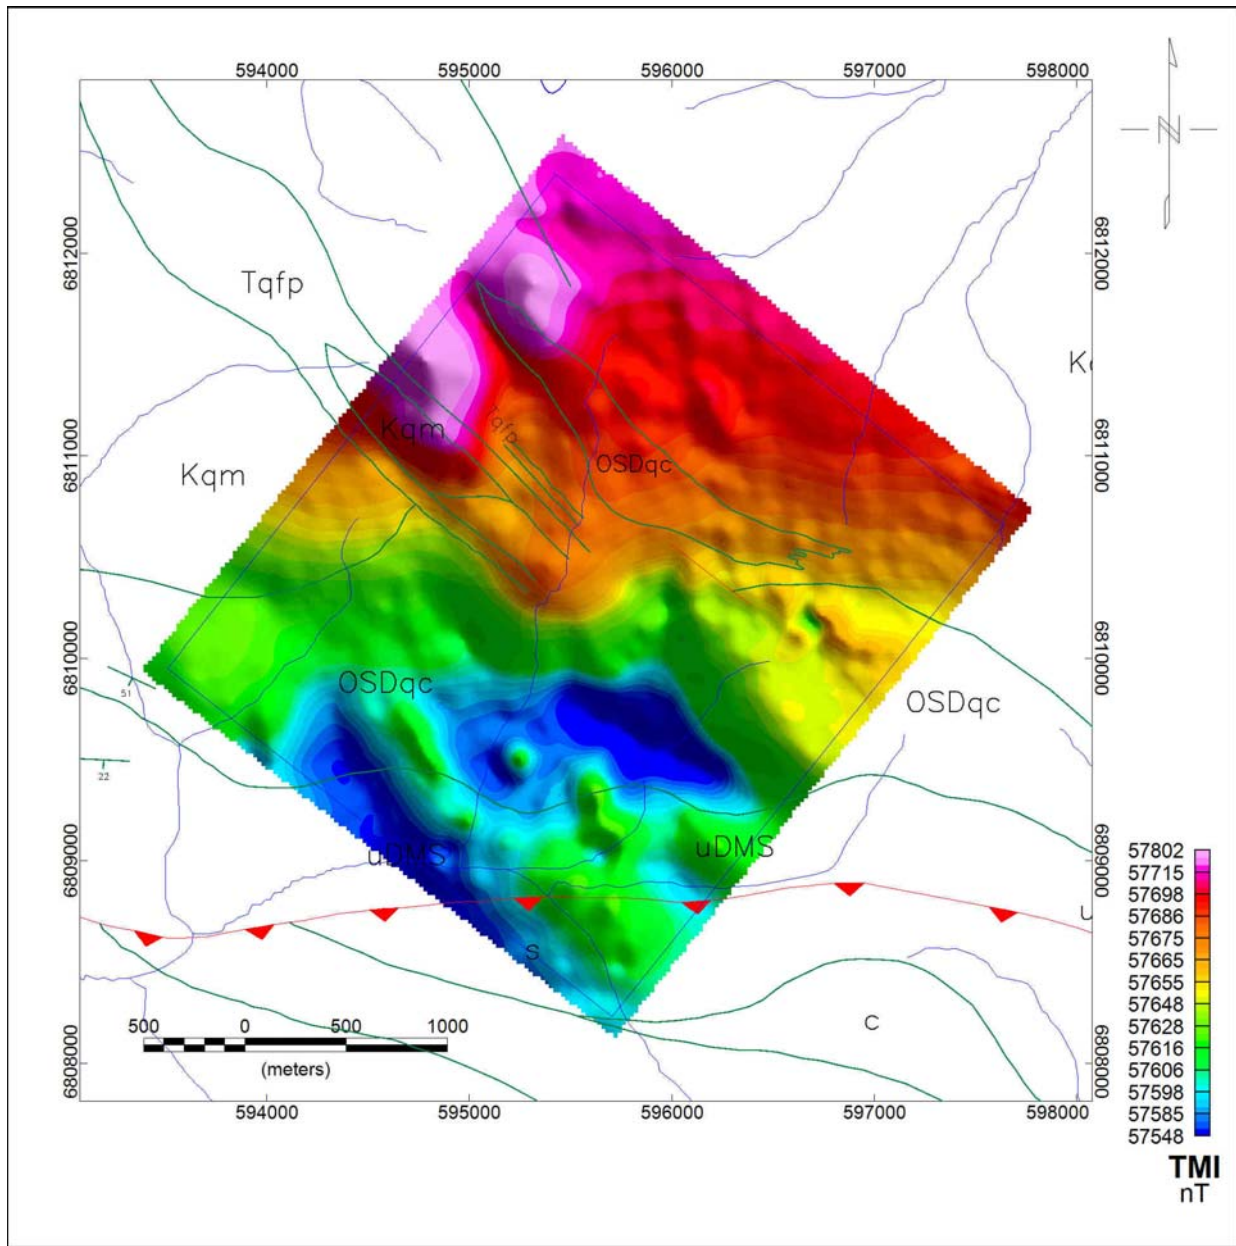 594000 595000 596000 597000 598000
N
6812000 6812000
Tqfp
K
Kqm
Tqfp
6811000 Kqm OSDqc 6811000
6810000 6810000
51
OSDqc
OSDqc
22
6809000 uDMS uDMS 6809000
S
C
500 0 500 1000
(meters)
6808000 6808000
594000 595000 596000 597000 598000
57802
57715
57698
57686
57675
57665
57655
57648
57628
57616
57606
57598
57585
57548
TMI
nT